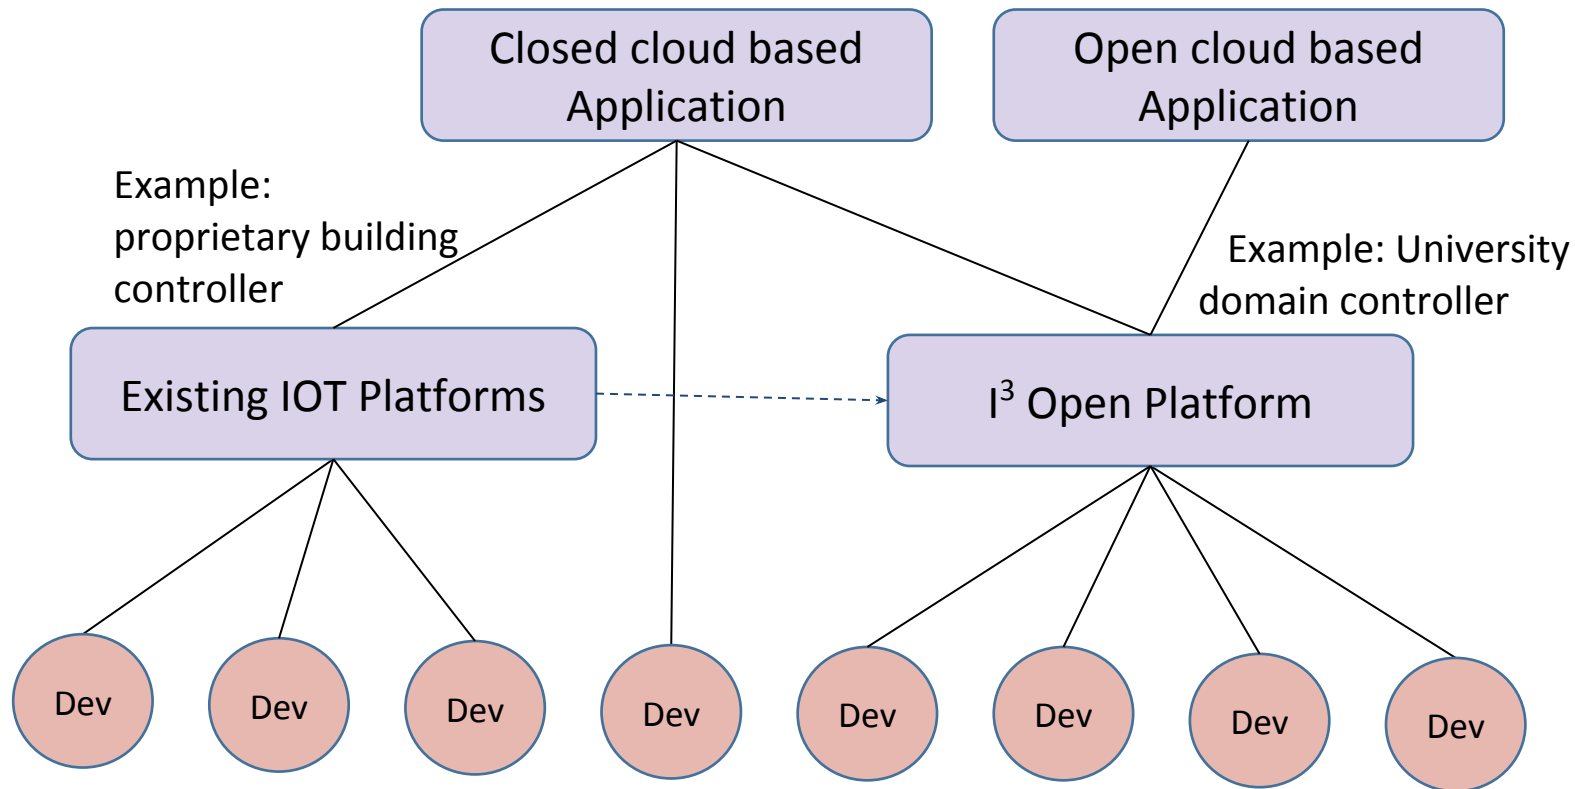 Closed cloud based
Application
Open cloud based
Application
Example:
proprietary building
controller
Example: University
domain controller
Existing IOT Platforms
I³ Open Platform
Dev
Dev
Dev
Dev
Dev
Dev
Dev
Dev